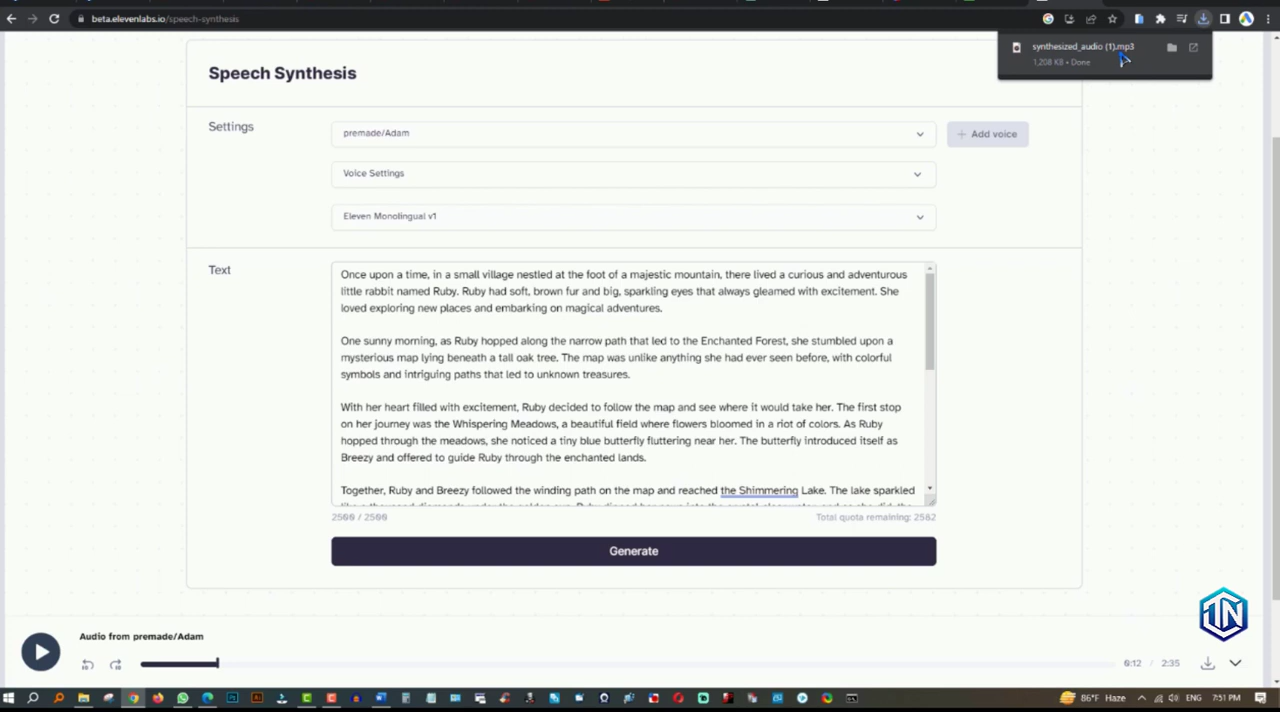 beta.elevenlabs.io/speech-synthesis
synthesized_audio (1).mp3
1,208 KB • Done
Speech Synthesis
Settings
premade/Adam
+ Add voice
Voice Settings
Eleven Monolingual v1
Text
Once upon a time, in a small village nestled at the foot of a majestic mountain, there lived a curious and adventurous
little rabbit named Ruby. Ruby had soft, brown fur and big, sparkling eyes that always gleamed with excitement. She
loved exploring new places and embarking on magical adventures.
One sunny morning, as Ruby hopped along the narrow path that led to the Enchanted Forest, she stumbled upon a
mysterious map lying beneath a tall oak tree. The map was unlike anything she had ever seen before, with colorful
symbols and intriguing paths that led to unknown treasures.
With her heart filled with excitement, Ruby decided to follow the map and see where it would take her. The first stop
on her journey was the Whispering Meadows, a beautiful field where flowers bloomed in a riot of colors. As Ruby
hopped through the meadows, she noticed a tiny blue butterfly fluttering near her. The butterfly introduced itself as
Breezy and offered to guide Ruby through the enchanted lands.
Together, Ruby and Breezy followed the winding path on the map and reached the Shimmering Lake. The lake sparkled
2500 / 2500
Total quota remaining: 2582
Generate
Audio from premade/Adam
0:12 / 2:35
86°F Haze
ENG
7:51 PM